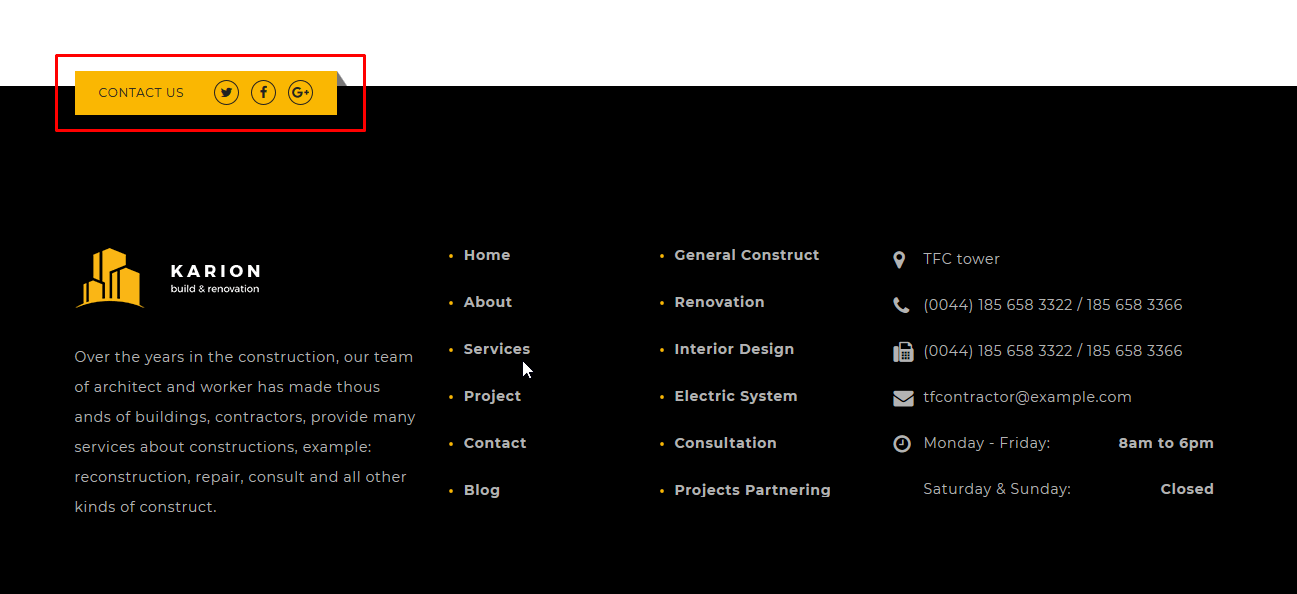 CONTACT US
KARION
build & renovation
Over the years in the construction, our team
of architect and worker has made thous
ands of buildings, contractors, provide many
services about constructions, example:
reconstruction, repair, consult and all other
kinds of construct.
Home
About
Services
Project
Contact
Blog
General Construct
Renovation
Interior Design
Electric System
Consultation
Projects Partnering
TFC tower
(0044) 185 658 3322 / 185 658 3366
(0044) 185 658 3322 / 185 658 3366
tfcontractor@example.com
Monday - Friday: 8am to 6pm
Saturday & Sunday: Closed